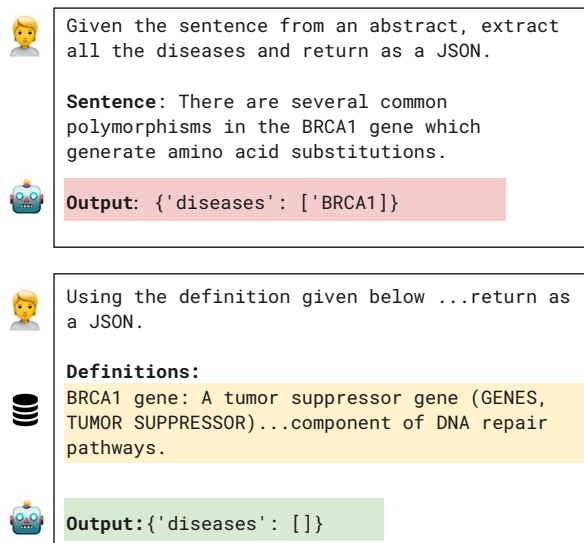 Given the sentence from an abstract, extract
all the diseases and return as a JSON.
Sentence: There are several common
polymorphisms in the BRCA1 gene which
generate amino acid substitutions.
Output: {'diseases': ['BRCA1]}
Using the definition given below ...return as
a JSON.
Definitions:
BRCA1 gene: A tumor suppressor gene (GENES,
TUMOR SUPPRESSOR)...component of DNA repair
pathways.
Output:{'diseases': []}